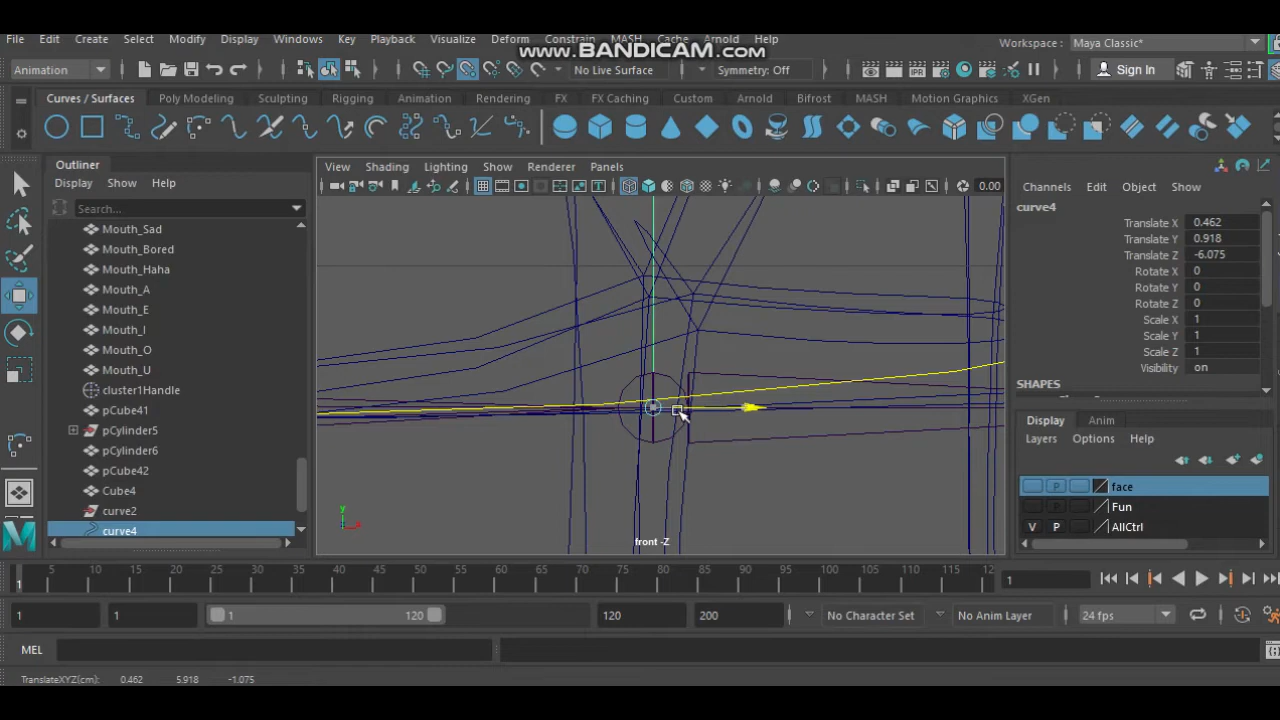 File Edit Create Select Modify Display Windows Key Playback Visualize Deform Constrain MASH Cache Arnold Help
www.BANDICAM.com
Workspace : Maya Classic*
Animation No Live Surface Symmetry: Off Sign In
Curves / Surfaces Poly Modeling Sculpting Rigging Animation Rendering FX FX Caching Custom Arnold Bifrost MASH Motion Graphics XGen
Outliner
Display Show Help
Search...
Mouth_Sad
Mouth_Bored
Mouth_Haha
Mouth_A
Mouth_E
Mouth_I
Mouth_O
Mouth_U
cluster1Handle
pCube41
pCylinder5
pCylinder6
pCube42
Cube4
curve2
curve4
View Shading Lighting Show Renderer Panels
0.00
y
front -Z
Channels Edit Object Show
curve4
Translate X 0.462
Translate Y 0.918
Translate Z -6.075
Rotate X 0
Rotate Y 0
Rotate Z 0
Scale X 1
Scale Y 1
Scale Z 1
Visibility on
SHAPES
Display Anim
Layers Options Help
P face
P Fun
V P AllCtrl
1 5 10 15 20 25 30 35 40 45 50 55 60 65 70 75 80 85 90 95 100 105 110 115 12
1
1 1 1 120 120 200 No Character Set No Anim Layer 24 fps
MEL
TranslateXYZ(cm): 0.462 5.918 -1.075